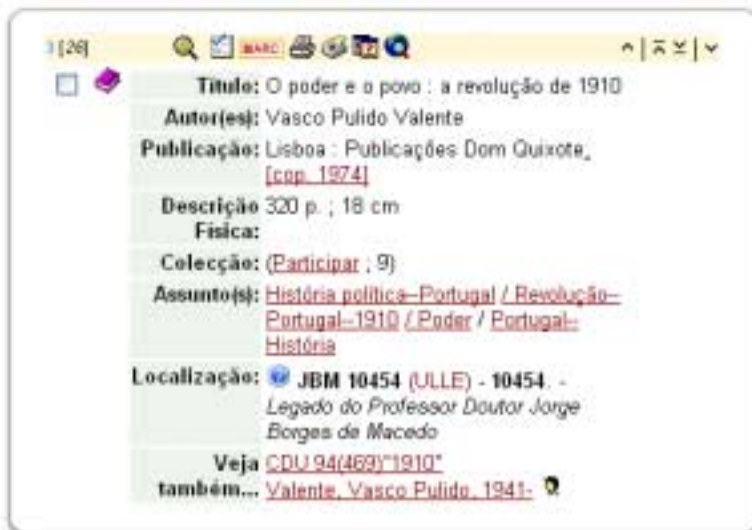 [26] MARC
Título: O poder e o povo : a revolução de 1910
Autor(es): Vasco Pulido Valente
Publicação: Lisboa : Publicações Dom Quixote,
[cop. 1974]
Descrição 320 p. ; 18 cm
Física:
Colecção: (Participar ; 9)
Assunto(s): História política--Portugal / Revolução--
Portugal--1910 / Poder / Portugal--
História
Localização: JBM 10454 (ULLE) - 10454. -
Legado do Professor Doutor Jorge
Borges de Macedo
Veja CDU 94(469)"1910"
também... Valente, Vasco Pulido, 1941-